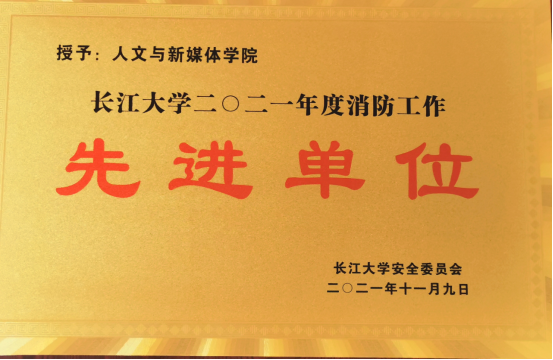 授予：人文与新媒体学院
长江大学二〇二一年度消防工作
先进单位
长江大学安全委员会
二〇二一年十一月九日